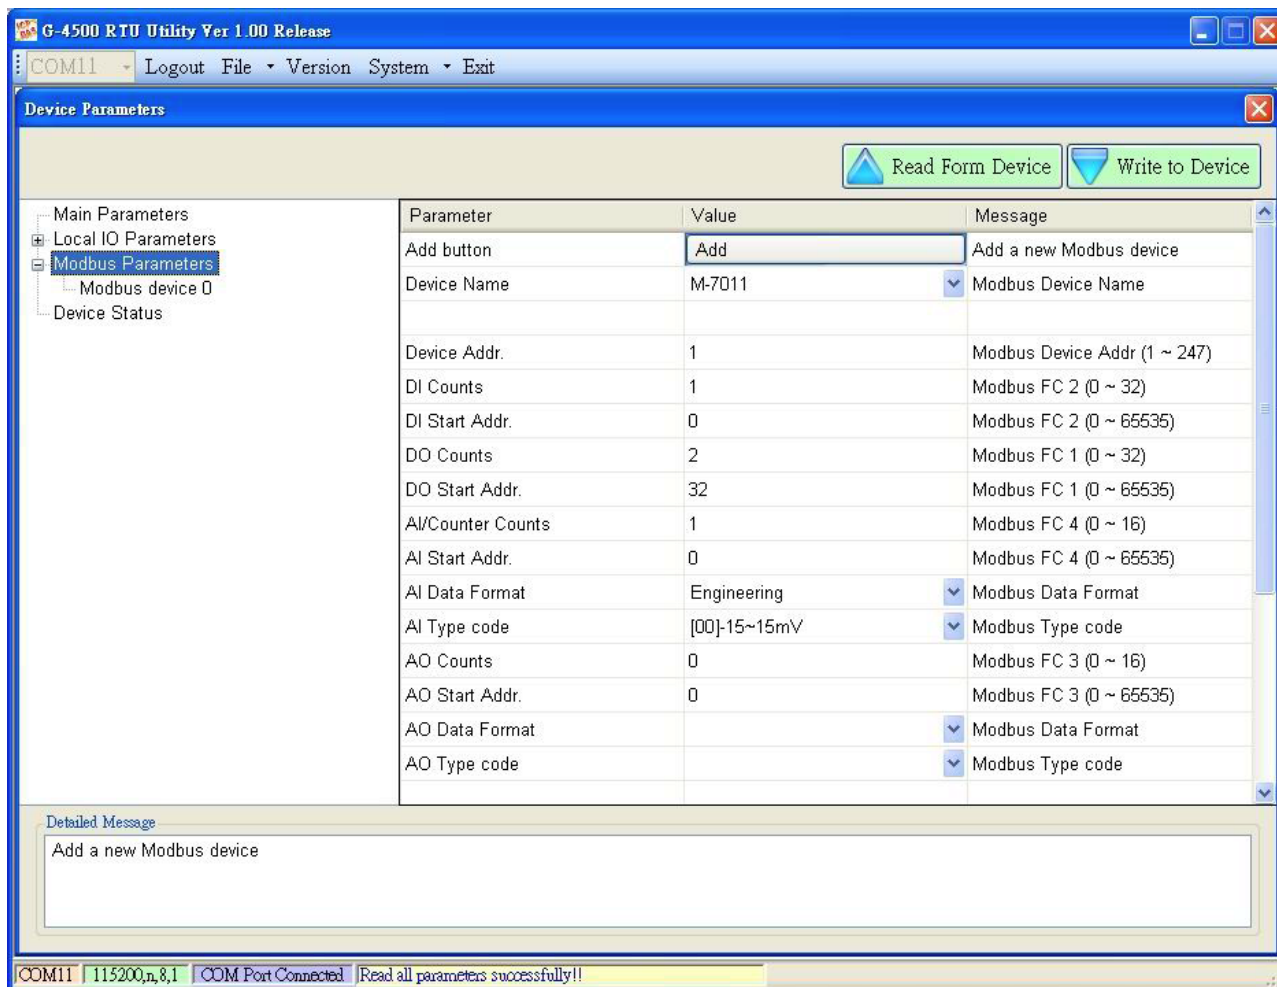 G-4500 RTU Utility Ver 1.00 Release
COM11 Logout File Version System Exit
Device Parameters
Read Form Device Write to Device
Main Parameters
Local IO Parameters
Modbus Parameters
Modbus device 0
Device Status
Parameter Value Message
Add button Add Add a new Modbus device
Device Name M-7011 Modbus Device Name
Device Addr. 1 Modbus Device Addr (1 ~ 247)
DI Counts 1 Modbus FC 2 (0 ~ 32)
DI Start Addr. 0 Modbus FC 2 (0 ~ 65535)
DO Counts 2 Modbus FC 1 (0 ~ 32)
DO Start Addr. 32 Modbus FC 1 (0 ~ 65535)
AI/Counter Counts 1 Modbus FC 4 (0 ~ 16)
AI Start Addr. 0 Modbus FC 4 (0 ~ 65535)
AI Data Format Engineering Modbus Data Format
AI Type code [00]-15~15mV Modbus Type code
AO Counts 0 Modbus FC 3 (0 ~ 16)
AO Start Addr. 0 Modbus FC 3 (0 ~ 65535)
AO Data Format Modbus Data Format
AO Type code Modbus Type code
Detailed Message
Add a new Modbus device
COM11 115200,n,8,1 COM Port Connected Read all parameters successfully!!